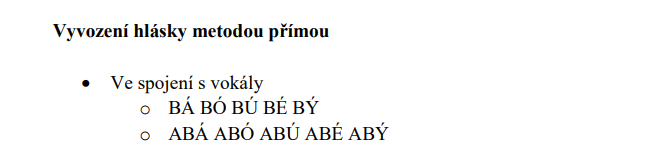 Vyvození hlásky metodou přímou
• Ve spojení s vokály
o BÁ BÓ BÚ BÉ BÝ
o ABÁ ABÓ ABÚ ABÉ ABÝ